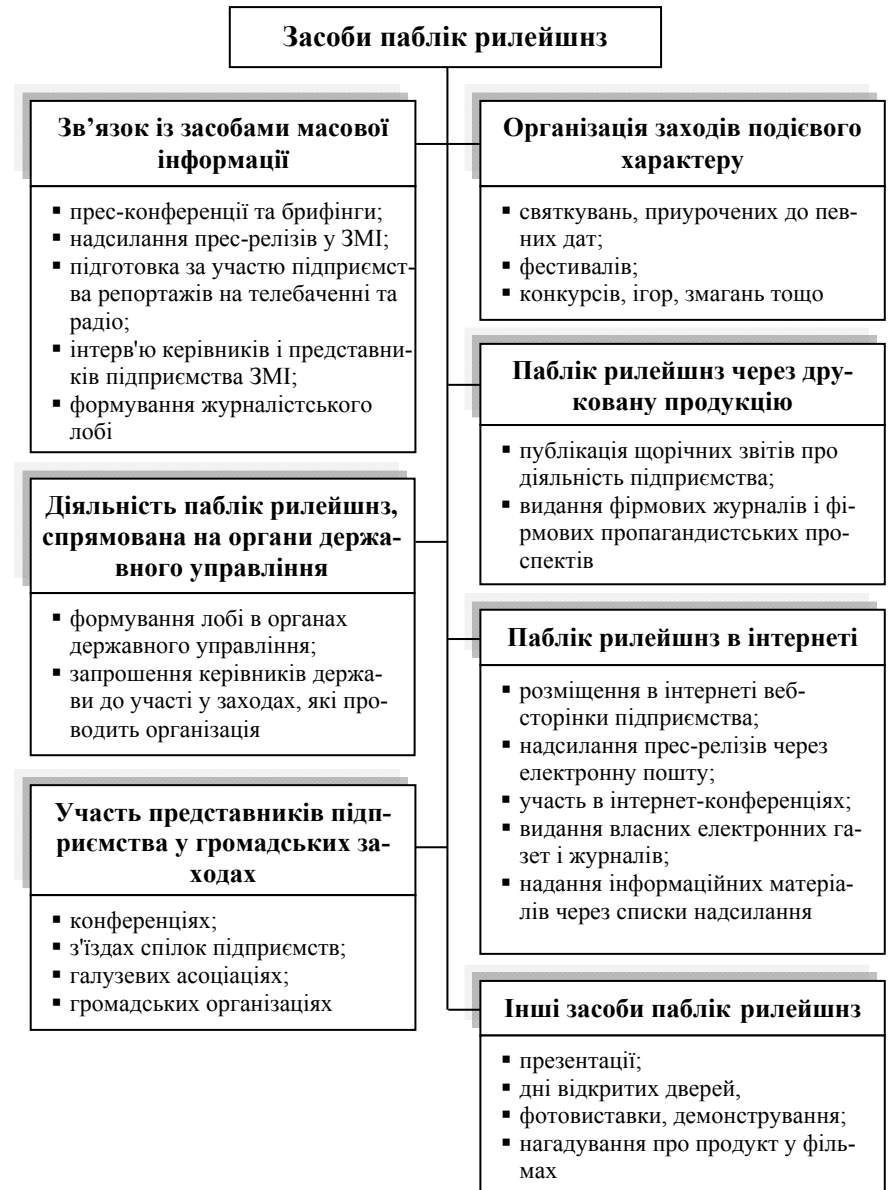 Засоби паблік рилейшнз
Зв’язок із засобами масової
інформації
▪ прес-конференції та брифінги;
▪ надсилання прес-релізів у ЗМІ;
▪ підготовка за участю підприємст-
ва репортажів на телебаченні та
радіо;
▪ інтерв'ю керівників і представни-
ків підприємства ЗМІ;
▪ формування журналістського
лобі
Діяльність паблік рилейшнз,
спрямована на органи держа-
вного управління
▪ формування лобі в органах
державного управління;
▪ запрошення керівників держа-
ви до участі у заходах, які про-
водить організація
Участь представників підп-
риємства у громадських за-
ходах
▪ конференціях;
▪ з'їздах спілок підприємств;
▪ галузевих асоціаціях;
▪ громадських організаціях
Організація заходів подієвого
характеру
▪ святкувань, приурочених до пев-
них дат;
▪ фестивалів;
▪ конкурсів, ігор, змагань тощо
Паблік рилейшнз через дру-
ковану продукцію
▪ публікація щорічних звітів про
діяльність підприємства;
▪ видання фірмових журналів і фі-
рмових пропагандистських про-
спектів
Паблік рилейшнз в інтернеті
▪ розміщення в інтернеті веб-
сторінки підприємства;
▪ надсилання прес-релізів через
електронну пошту;
▪ участь в інтернет-конференціях;
▪ видання власних електронних га-
зет і журналів;
▪ надання інформаційних матеріа-
лів через списки надсилання
Інші засоби паблік рилейшнз
▪ презентації;
▪ дні відкритих дверей,
▪ фотовиставки, демонстрування;
▪ нагадування про продукт у філь-
мах